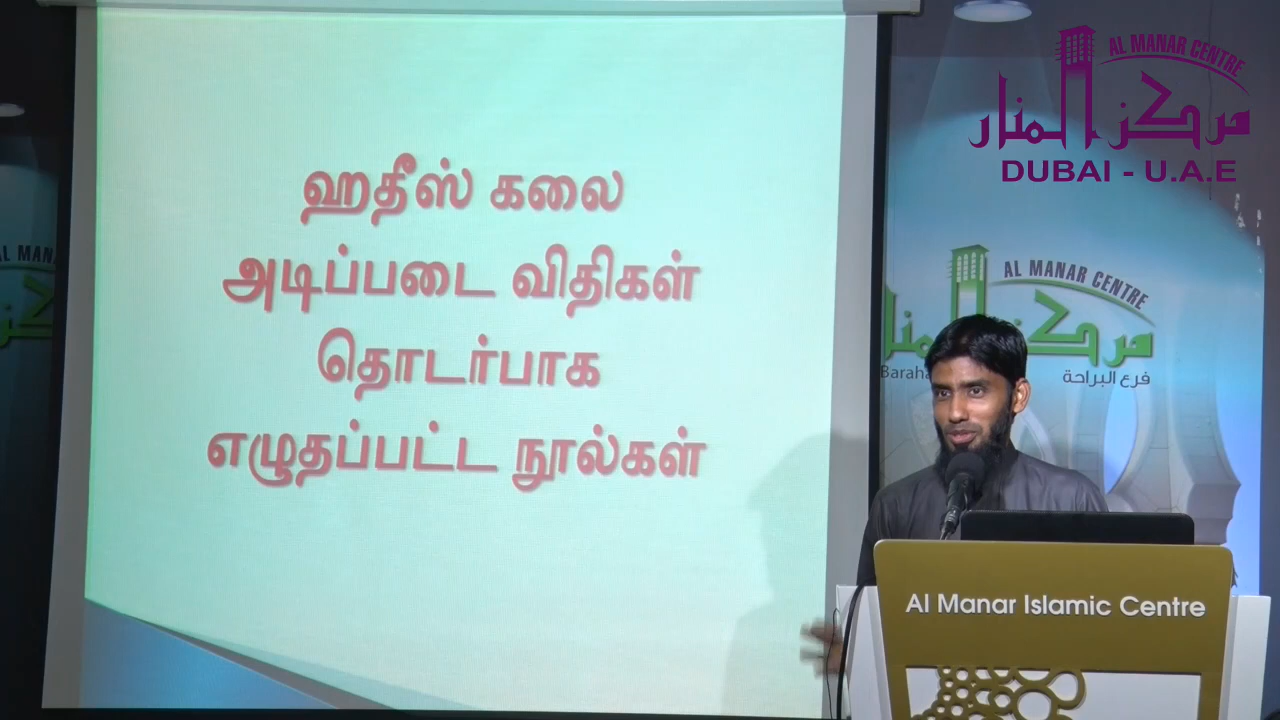 ஹதீஸ் கலை
அடிப்படை விதிகள்
தொடர்பாக
எழுதப்பட்ட நூல்கள்
AL MANAR CENTRE
مركز المنار
DUBAI - U.A.E
AL MANAR CENTRE
مركز المنار
فرع البراحة
Al Manar Islamic Centre